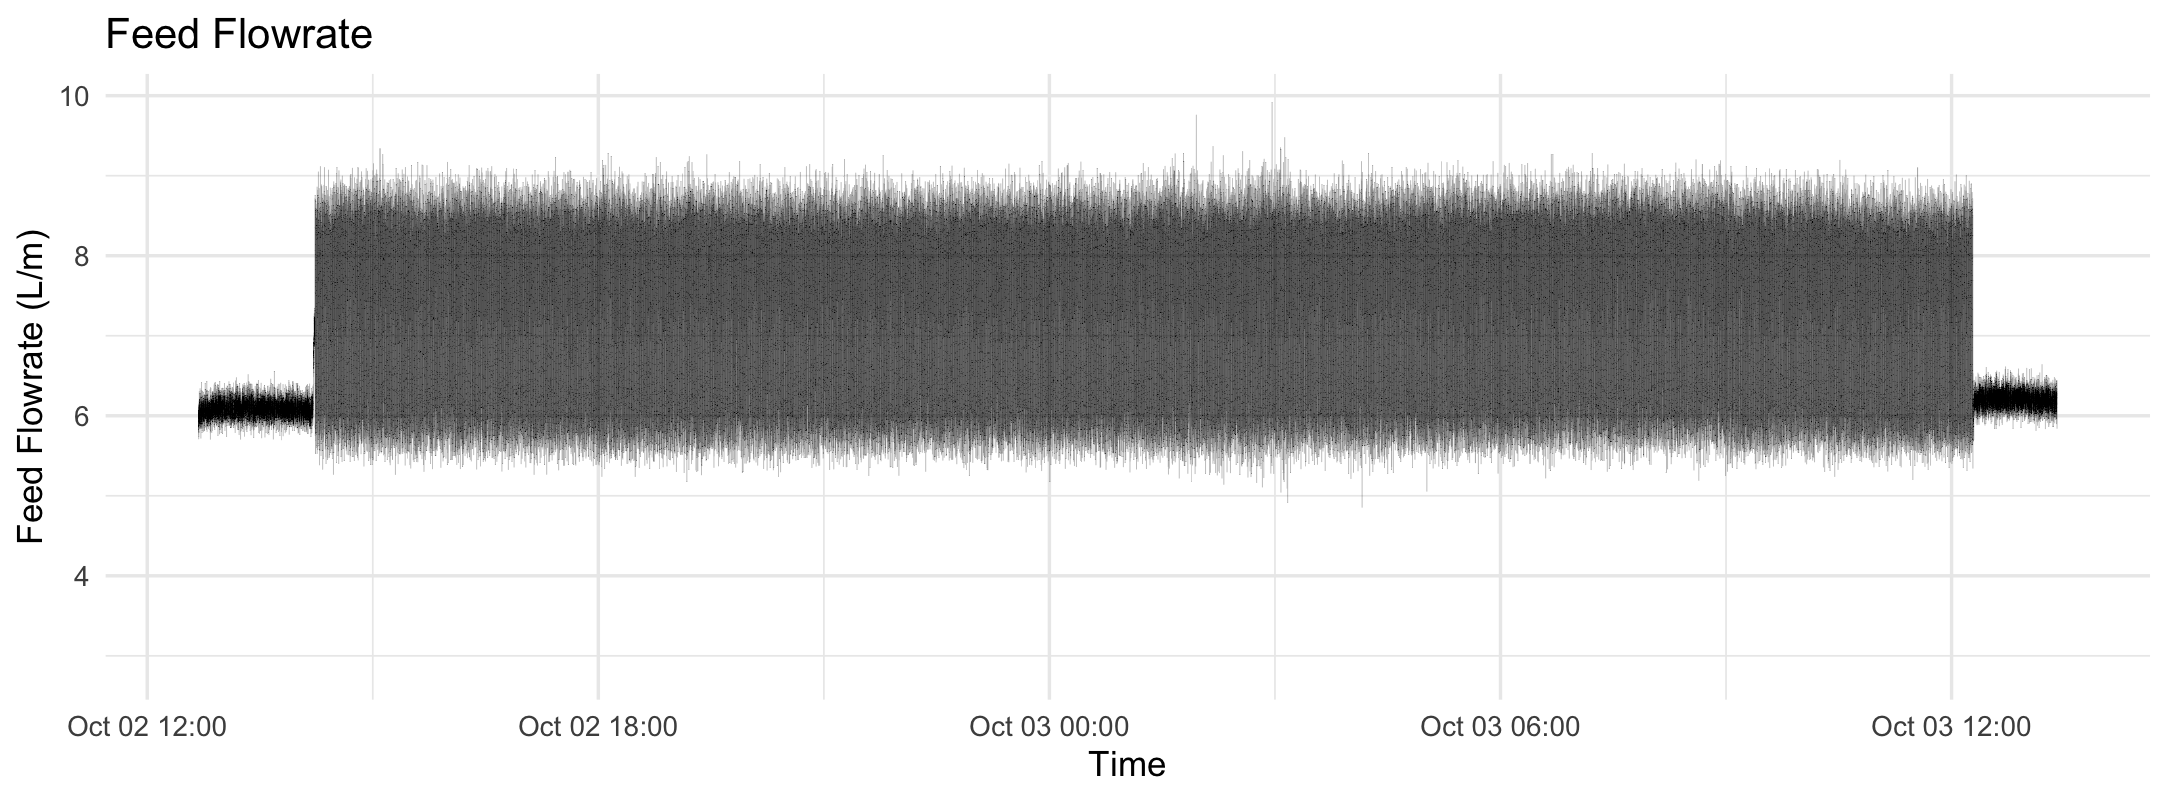 Feed Flowrate
10
8
6
4
Feed Flowrate (L/m)
Oct 02 12:00 Oct 02 18:00 Oct 03 00:00 Oct 03 06:00 Oct 03 12:00
Time